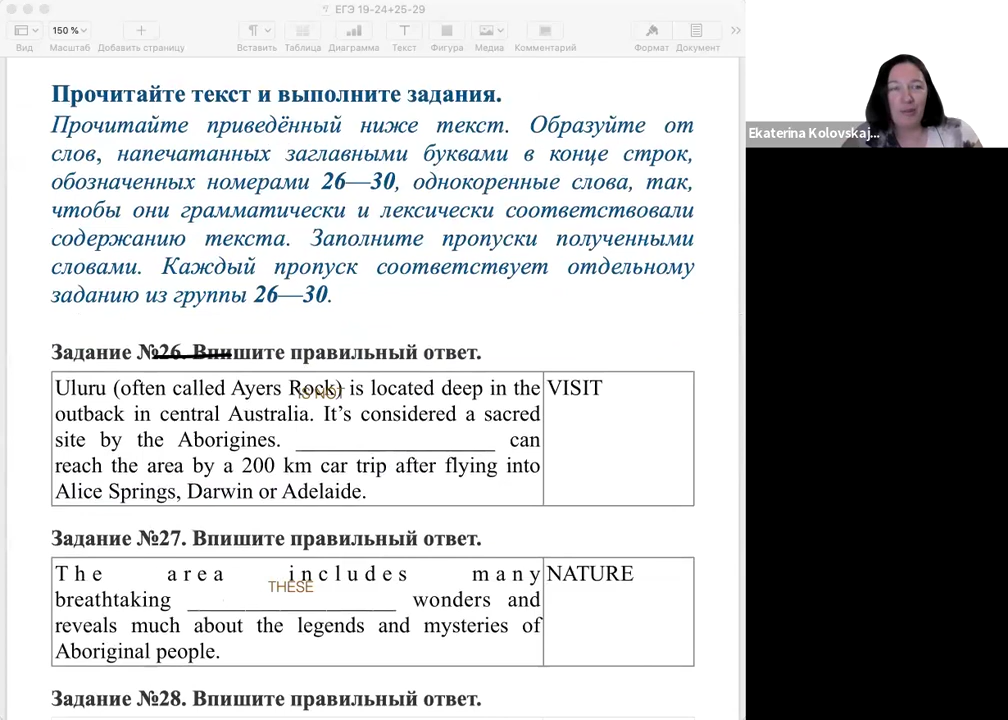 ЕГЭ 19-24+25-29
150 %
Вид
Масштаб
Добавить страницу
Вставить
Таблица
Диаграмма
Текст
Фигура
Медиа
Комментарий
Формат
Документ
Ekaterina Kolovskaj...
Прочитайте текст и выполните задания.
Прочитайте приведённый ниже текст. Образуйте от
слов, напечатанных заглавными буквами в конце строк,
обозначенных номерами 26—30, однокоренные слова, так,
чтобы они грамматически и лексически соответствовали
содержанию текста. Заполните пропуски полученными
словами. Каждый пропуск соответствует отдельному
заданию из группы 26—30.
Задание №26. Впишите правильный ответ.
Uluru (often called Ayers Rock) is located deep in the
IS NOT
outback in central Australia. It's considered a sacred
site by the Aborigines. ___ can
reach the area by a 200 km car trip after flying into
Alice Springs, Darwin or Adelaide.
VISIT
Задание №27. Впишите правильный ответ.
The area includes many
THESE
breathtaking ___ wonders and
reveals much about the legends and mysteries of
Aboriginal people.
NATURE
Задание №28. Впишите правильный ответ.